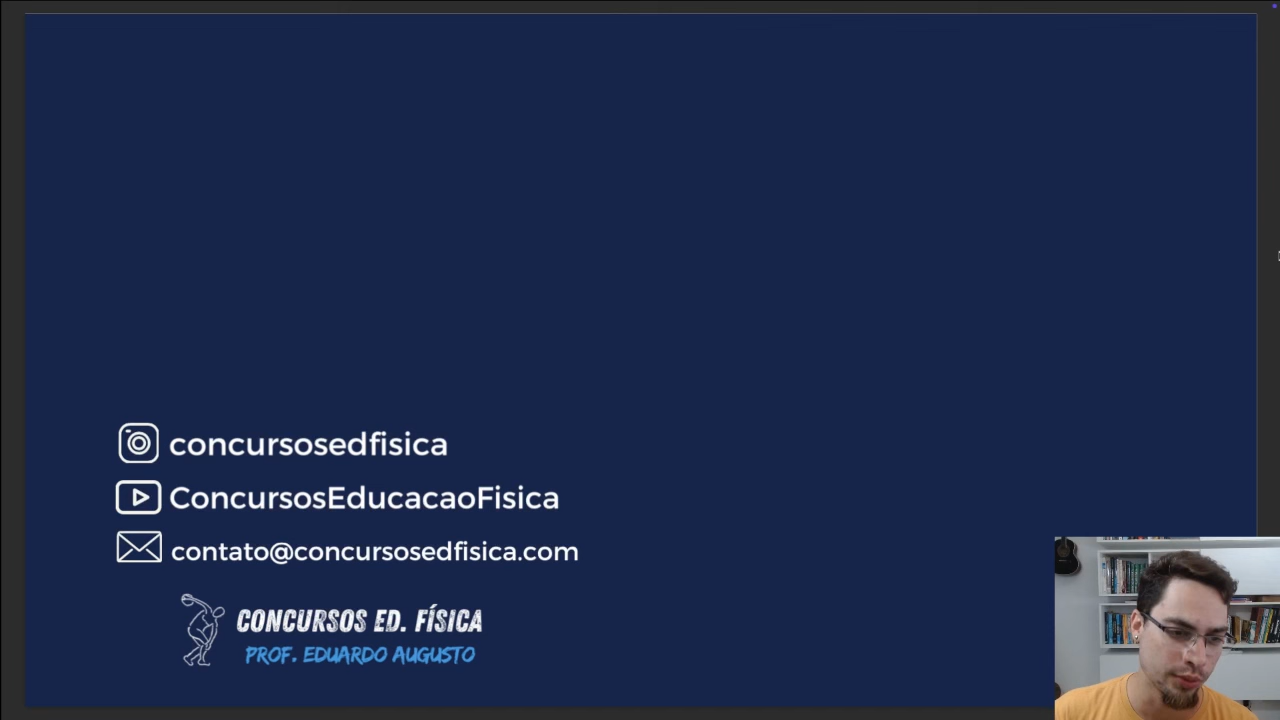 concursosedfisica
ConcursosEducacaoFisica
contato@concursosedfisica.com
CONCURSOS ED. FÍSICA
PROF. EDUARDO AUGUSTO